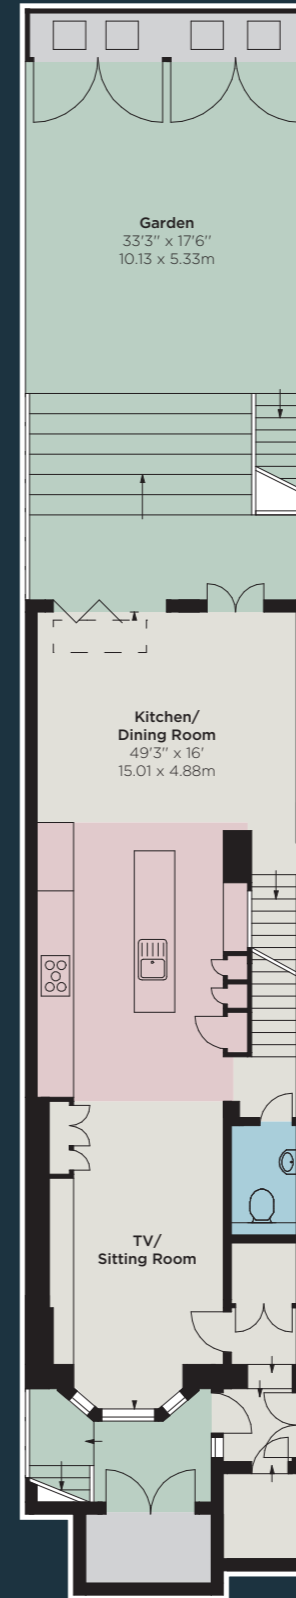 Garden
33'3" x 17'6"
10.13 x 5.33m
Kitchen/
Dining Room
49'3" x 16'
15.01 x 4.88m
TV/
Sitting Room